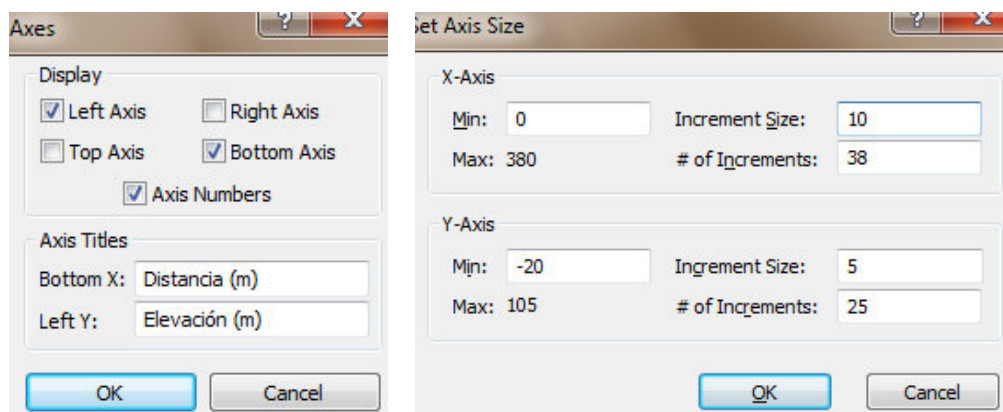 Axes
Display
Left Axis
Right Axis
Top Axis
Bottom Axis
Axis Numbers
Axis Titles
Bottom X: Distancia (m)
Left Y: Elevación (m)
OK
Cancel
Set Axis Size
X-Axis
Min: 0
Increment Size: 10
Max: 380
# of Increments: 38
Y-Axis
Min: -20
Increment Size: 5
Max: 105
# of Increments: 25
OK
Cancel